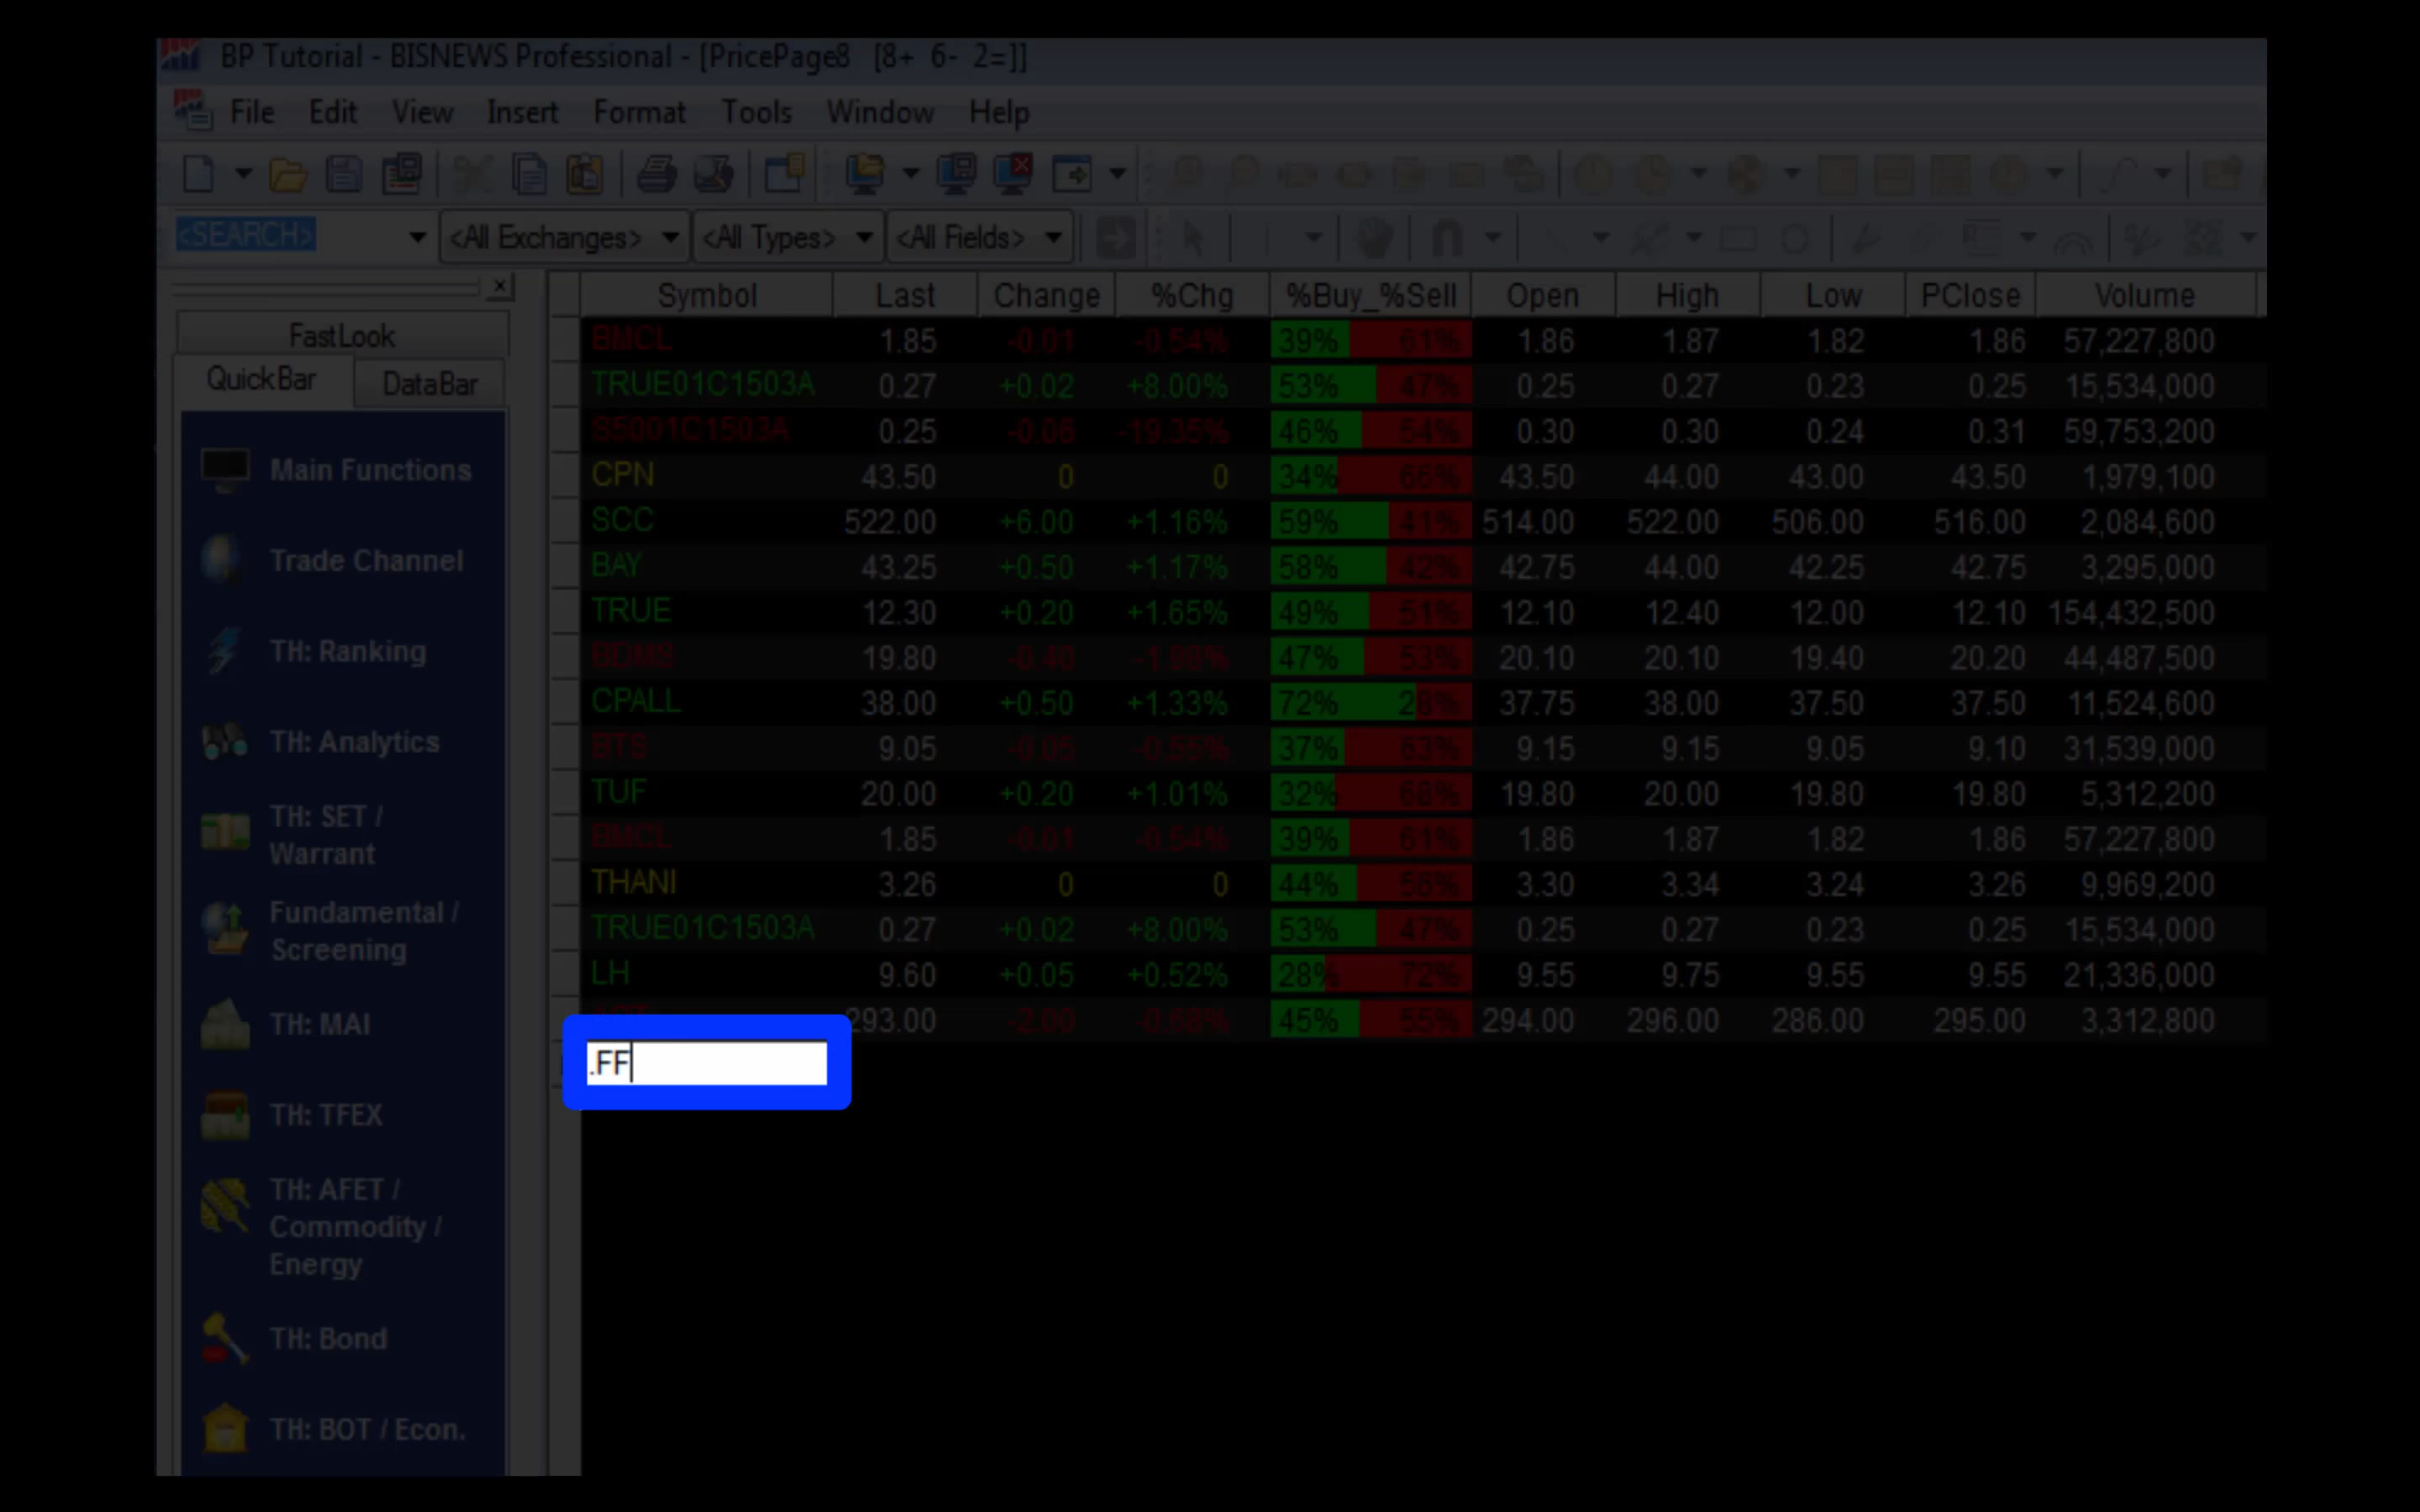 BP Tutorial - BISNEWS Professional - [PricePage8 [8+ 6- 2=]]
File Edit View Insert Format Tools Window Help
<SEARCH> <All Exchanges> <All Types> <All Fields>
FastLook
QuickBar DataBar
Main Functions
Trade Channel
TH: Ranking
TH: Analytics
TH: SET /
Warrant
Fundamental /
Screening
TH: MAI
TH: TFEX
TH: AFET /
Commodity /
Energy
TH: Bond
TH: BOT / Econ.
Symbol Last Change %Chg %Buy_%Sell Open High Low PClose Volume
BMCL 1.85 -0.01 -0.54% 39% 61% 1.86 1.87 1.82 1.86 57,227,800
TRUE01C1503A 0.27 +0.02 +8.00% 53% 47% 0.25 0.27 0.23 0.25 15,534,000
S5001C1503A 0.25 -0.06 -19.35% 46% 54% 0.30 0.30 0.24 0.31 59,753,200
CPN 43.50 0 0 34% 66% 43.50 44.00 43.00 43.50 1,979,100
SCC 522.00 +6.00 +1.16% 59% 41% 514.00 522.00 506.00 516.00 2,084,600
BAY 43.25 +0.50 +1.17% 58% 42% 42.75 44.00 42.25 42.75 3,295,000
TRUE 12.30 +0.20 +1.65% 49% 51% 12.10 12.40 12.00 12.10 154,432,500
BDMS 19.80 -0.40 -1.98% 47% 53% 20.10 20.10 19.40 20.20 44,487,500
CPALL 38.00 +0.50 +1.33% 72% 28% 37.75 38.00 37.50 37.50 11,524,600
BTS 9.05 -0.05 -0.55% 37% 63% 9.15 9.15 9.05 9.10 31,539,000
TUF 20.00 +0.20 +1.01% 32% 68% 19.80 20.00 19.80 19.80 5,312,200
BMCL 1.85 -0.01 -0.54% 39% 61% 1.86 1.87 1.82 1.86 57,227,800
THANI 3.26 0 0 44% 56% 3.30 3.34 3.24 3.26 9,969,200
TRUE01C1503A 0.27 +0.02 +8.00% 53% 47% 0.25 0.27 0.23 0.25 15,534,000
LH 9.60 +0.05 +0.52% 28% 72% 9.55 9.75 9.55 9.55 21,336,000
293.00 -2.00 -0.68% 45% 55% 294.00 296.00 286.00 295.00 3,312,800
.FF